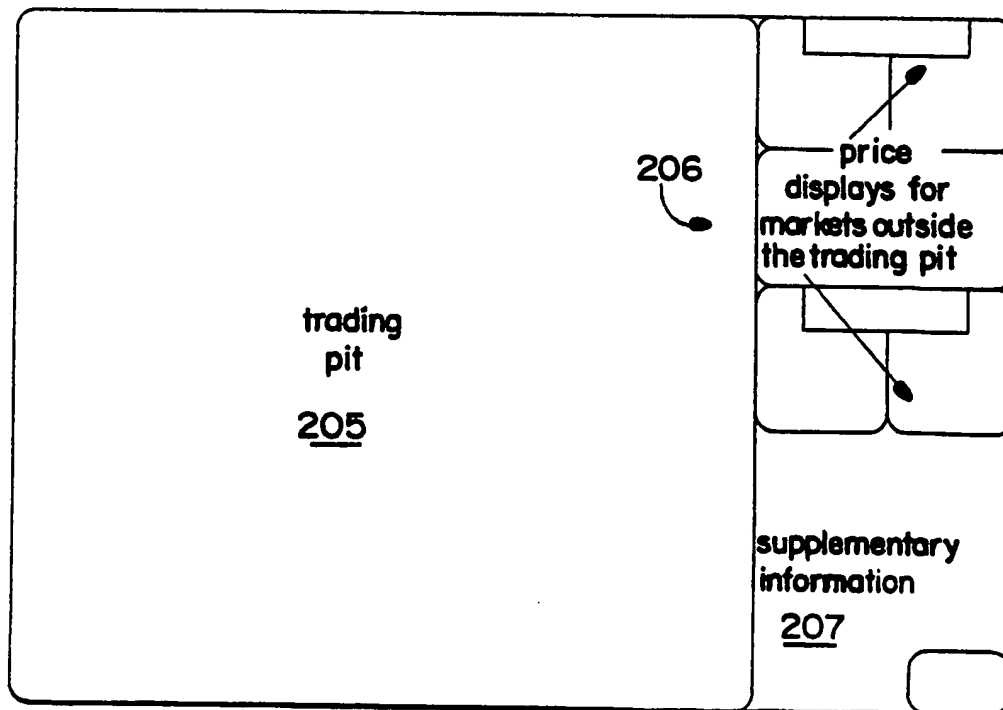 206
trading
pit
205
price
displays for
markets outside
the trading pit
supplementary
information
207